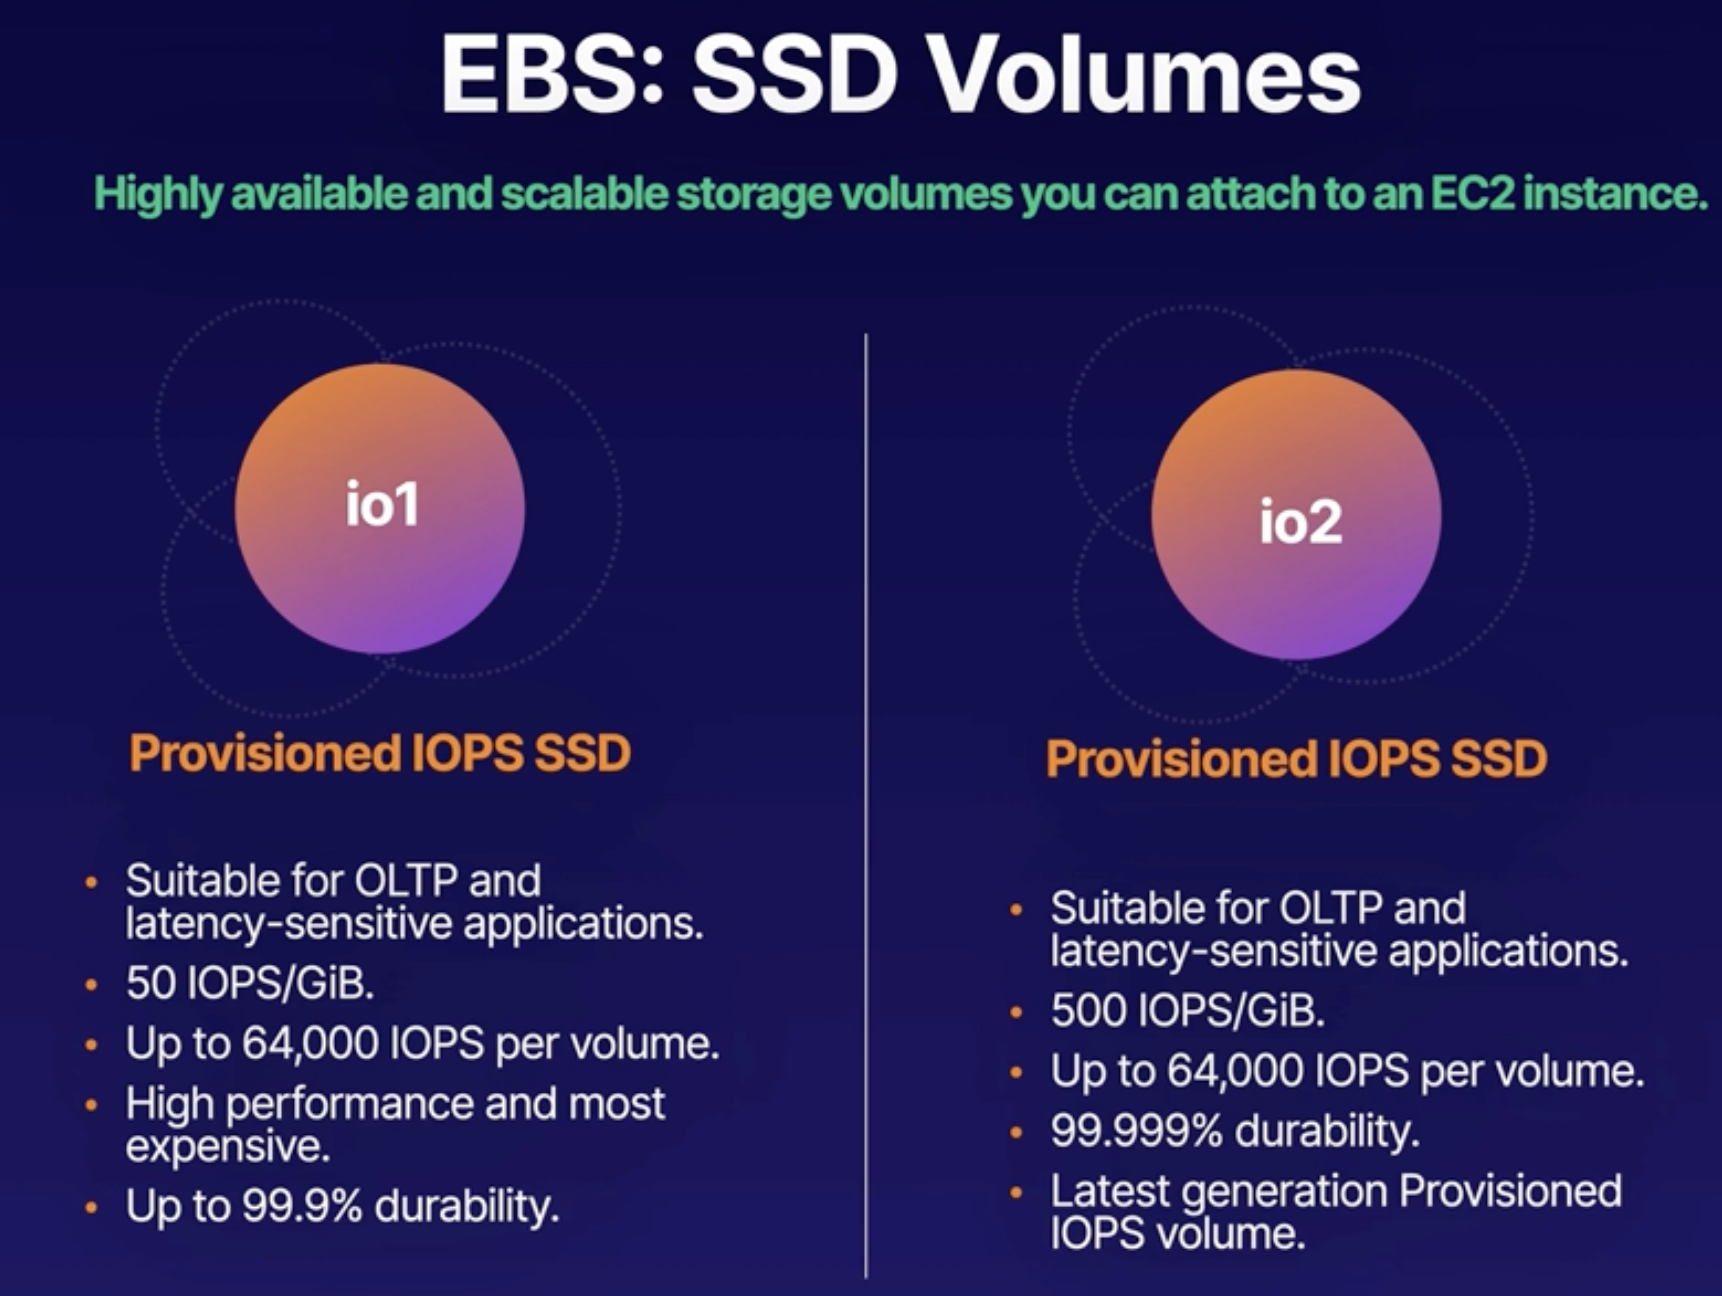 EBS: SSD Volumes
Highly available and scalable storage volumes you can attach to an EC2 instance.
io1
Provisioned IOPS SSD
• Suitable for OLTP and
latency-sensitive applications.
• 50 IOPS/GiB.
• Up to 64,000 IOPS per volume.
• High performance and most
expensive.
• Up to 99.9% durability.
io2
Provisioned IOPS SSD
• Suitable for OLTP and
latency-sensitive applications.
• 500 IOPS/GiB.
• Up to 64,000 IOPS per volume.
• 99.999% durability.
• Latest generation Provisioned
IOPS volume.